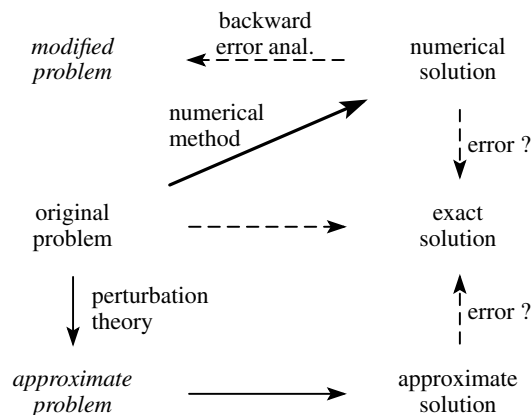 backward
error anal.
modified
problem
numerical
solution
numerical
method
error ?
original
problem
exact
solution
perturbation
theory
error ?
approximate
problem
approximate
solution